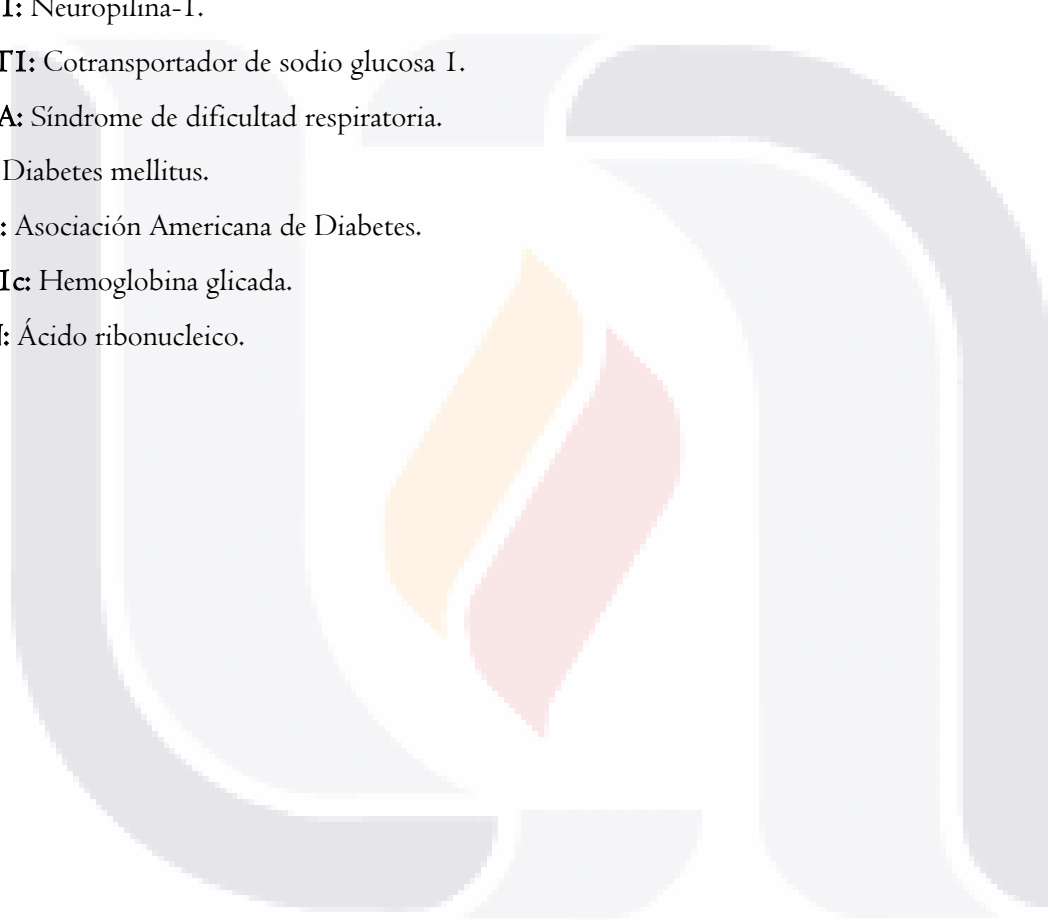 1: Neuropilina-1.
T1: Cotransportador de sodio glucosa 1.
A: Síndrome de dificultad respiratoria.
Diabetes mellitus.
: Asociación Americana de Diabetes.
1c: Hemoglobina glicada.
: Ácido ribonucleico.